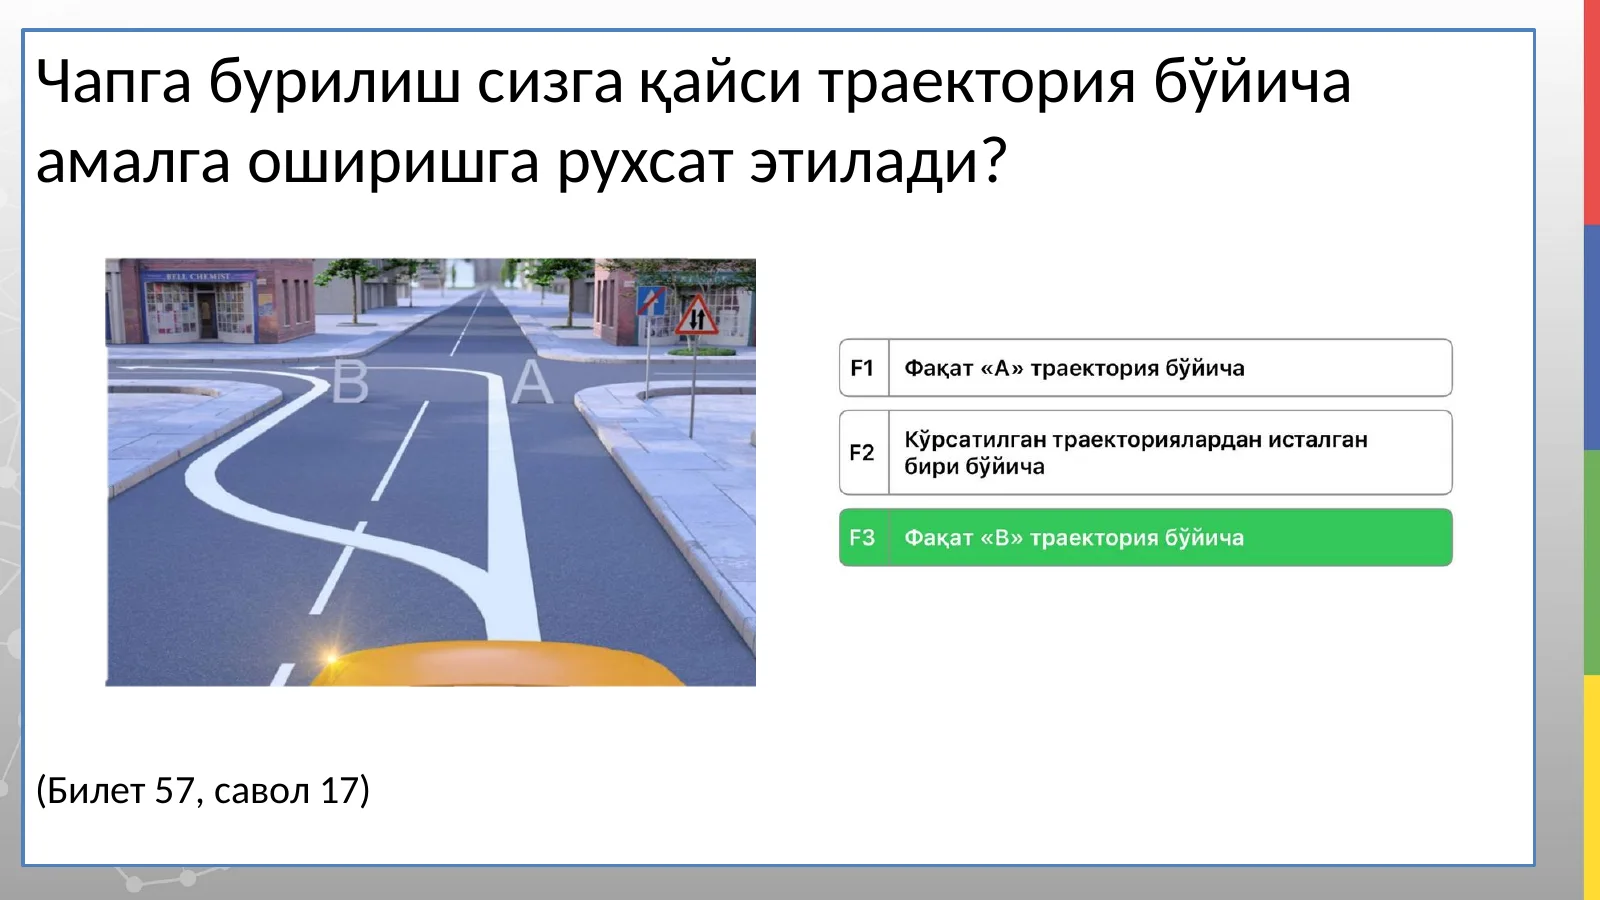 Чапга бурилиш сизга қайси траектория бўйича
амалга оширишга рухсат этилади?
BELL CHEMIST
B A
F1 Фақат «А» траектория бўйича
F2 Кўрсатилган траекториялардан исталган
бири бўйича
F3 Фақат «В» траектория бўйича
(Билет 57, савол 17)